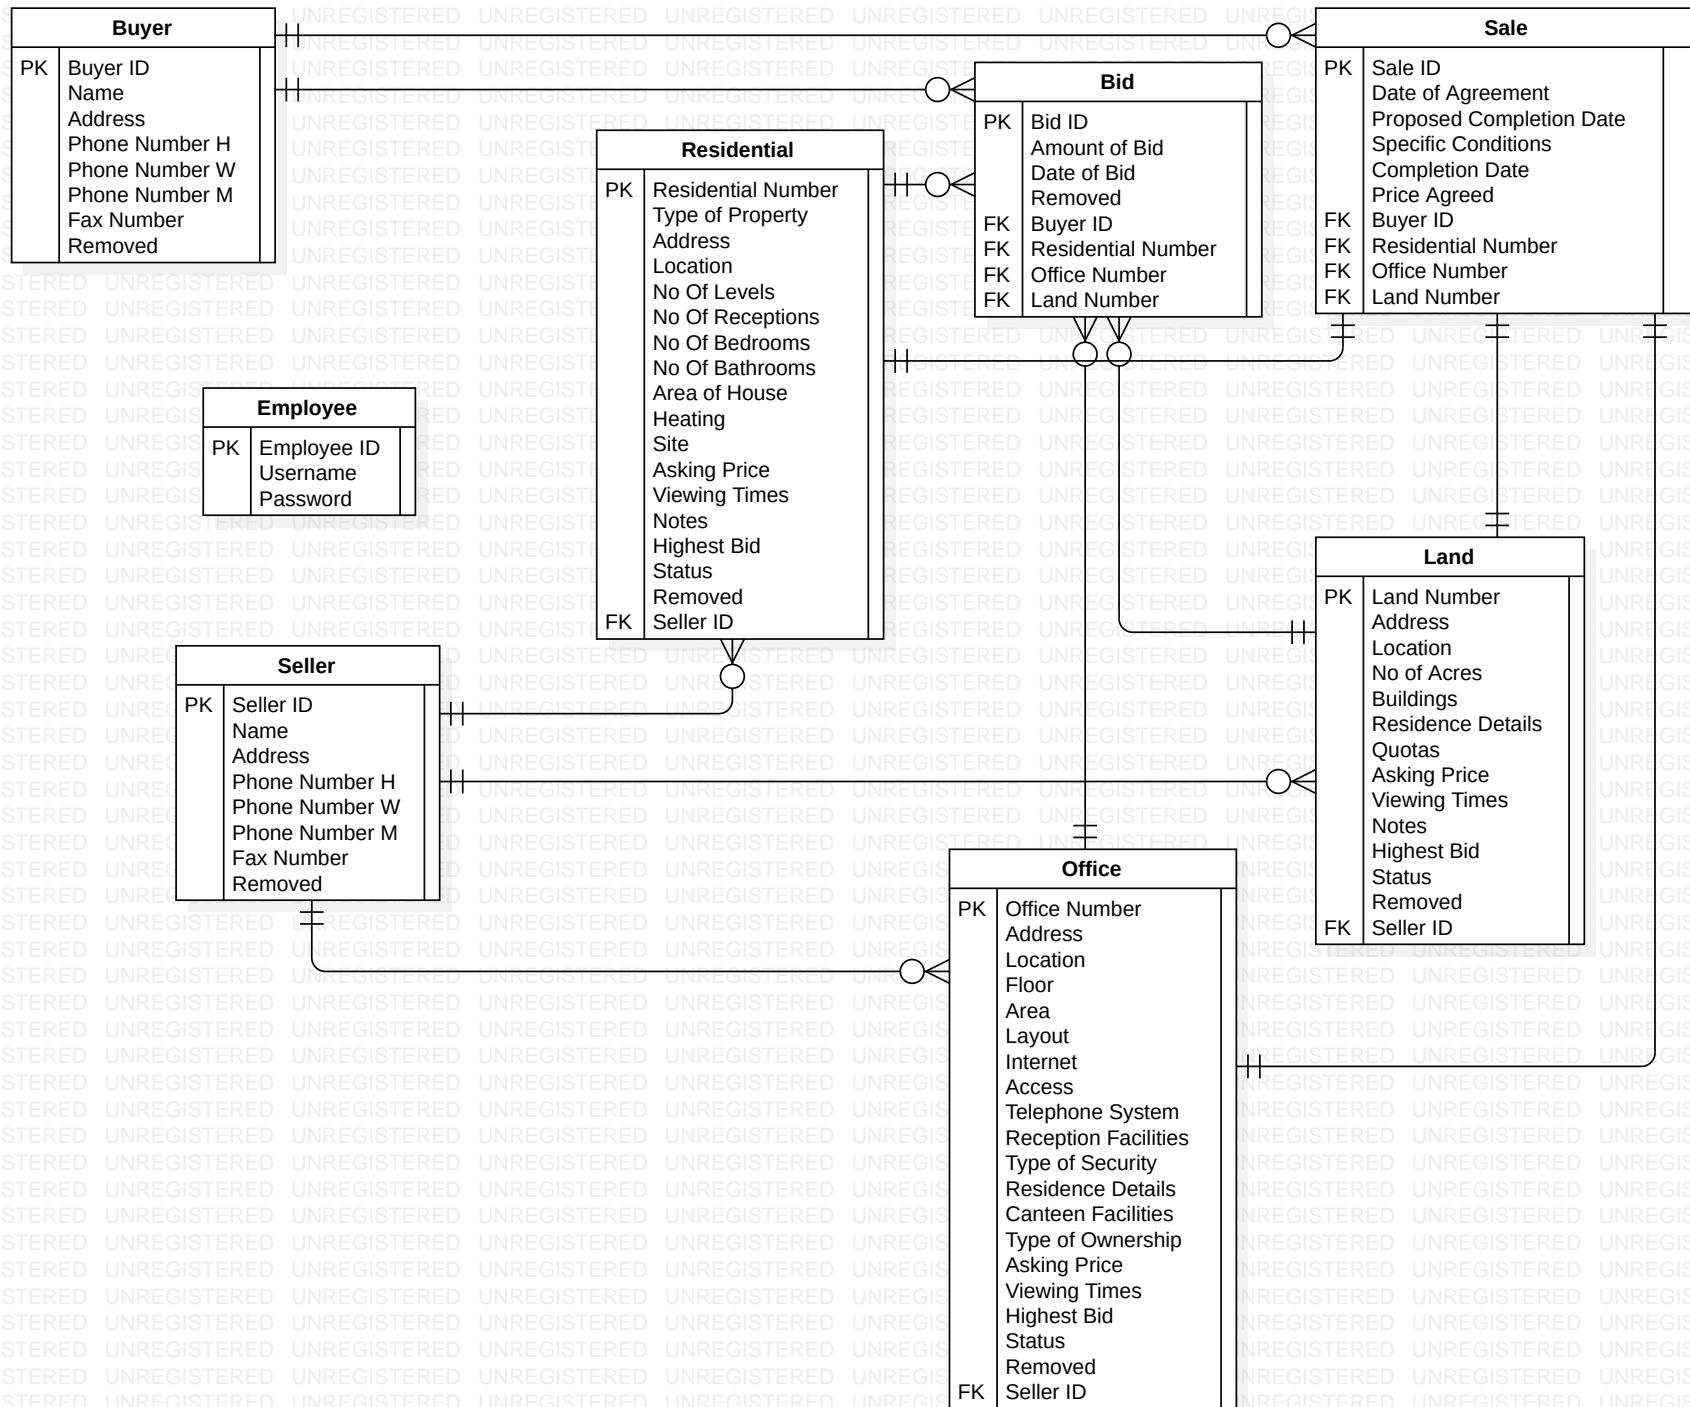 Buyer
PK Buyer ID
Name
Address
Phone Number H
Phone Number W
Phone Number M
Fax Number
Removed
Sale
PK Sale ID
Date of Agreement
Proposed Completion Date
Specific Conditions
Completion Date
Price Agreed
FK Buyer ID
FK Residential Number
FK Office Number
FK Land Number
Bid
PK Bid ID
Amount of Bid
Date of Bid
Removed
FK Buyer ID
FK Residential Number
FK Office Number
FK Land Number
Residential
PK Residential Number
Type of Property
Address
Location
No Of Levels
No Of Receptions
No Of Bedrooms
No Of Bathrooms
Area of House
Heating
Site
Asking Price
Viewing Times
Notes
Highest Bid
Status
Removed
FK Seller ID
Employee
PK Employee ID
Username
Password
Land
PK Land Number
Address
Location
No of Acres
Buildings
Residence Details
Quotas
Asking Price
Viewing Times
Notes
Highest Bid
Status
Removed
FK Seller ID
Seller
PK Seller ID
Name
Address
Phone Number H
Phone Number W
Phone Number M
Fax Number
Removed
Office
PK Office Number
Address
Location
Floor
Area
Layout
Internet
Access
Telephone System
Reception Facilities
Type of Security
Residence Details
Canteen Facilities
Type of Ownership
Asking Price
Viewing Times
Highest Bid
Status
Removed
FK Seller ID
UNREGISTERED